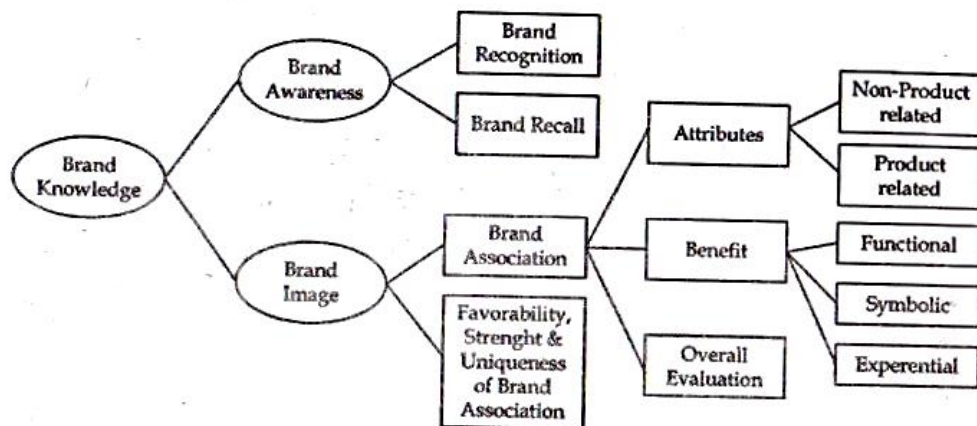 Brand
Knowledge
Brand
Awareness
Brand
Image
Brand
Recognition
Brand Recall
Brand
Association
Favorability,
Strenght &
Uniqueness
of Brand
Association
Attributes
Benefit
Overall
Evaluation
Non-Product
related
Product
related
Functional
Symbolic
Experential